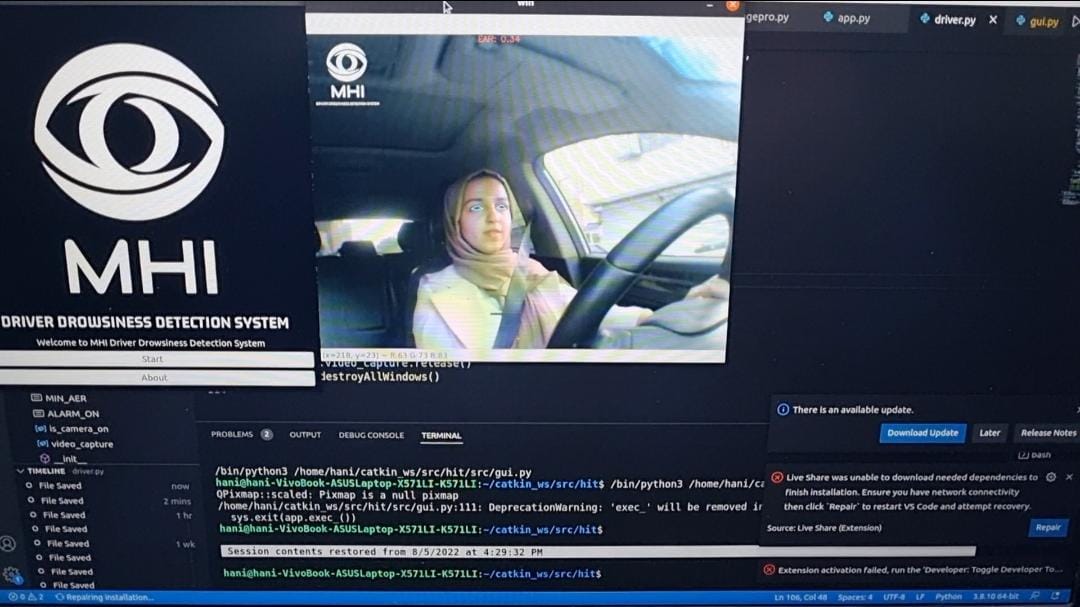 MHI
DRIVER DROWSINESS DETECTION SYSTEM
Welcome to MHI Driver Drowsiness Detection System
Start
About
win
EAR: 0.34
MHI
DRIVER DROWSINESS DETECTION SYSTEM
gepro.py
app.py
driver.py
gui.py
.video_capture.release()
destroyAllWindows()
MIN_AER
ALARM_ON
is_camera_on
video_capture
__init__
TIMELINE driver.py
File Saved now
File Saved 2 mins
File Saved 1 hr
File Saved
File Saved 1 wk
File Saved
File Saved
File Saved
PROBLEMS 2 OUTPUT DEBUG CONSOLE TERMINAL
/bin/python3 /home/hani/catkin_ws/src/hit/src/gui.py
hani@hani-VivoBook-ASUSLaptop-X571LI-K571LI:~/catkin_ws/src/hit$ /bin/python3 /home/hani/ca
QPixmap::scaled: Pixmap is a null pixmap
/home/hani/catkin_ws/src/hit/src/gui.py:111: DeprecationWarning: 'exec_' will be removed in
sys.exit(app.exec_())
hani@hani-VivoBook-ASUSLaptop-X571LI-K571LI:~/catkin_ws/src/hit$
Session contents restored from 8/5/2022 at 4:29:32 PM
hani@hani-VivoBook-ASUSLaptop-X571LI-K571LI:~/catkin_ws/src/hit$
There is an available update.
Download Update Later Release Notes
Dash
Live Share was unable to download needed dependencies to
finish installation. Ensure you have network connectivity
then click `Repair` to restart VS Code and attempt recovery.
Source: Live Share (Extension)
Repair
Extension activation failed, run the 'Developer: Toggle Developer To...
0 2 Repairing installation...
Ln 106, Col 48 Spaces: 4 UTF-8 LF Python 3.8.10 64-bit